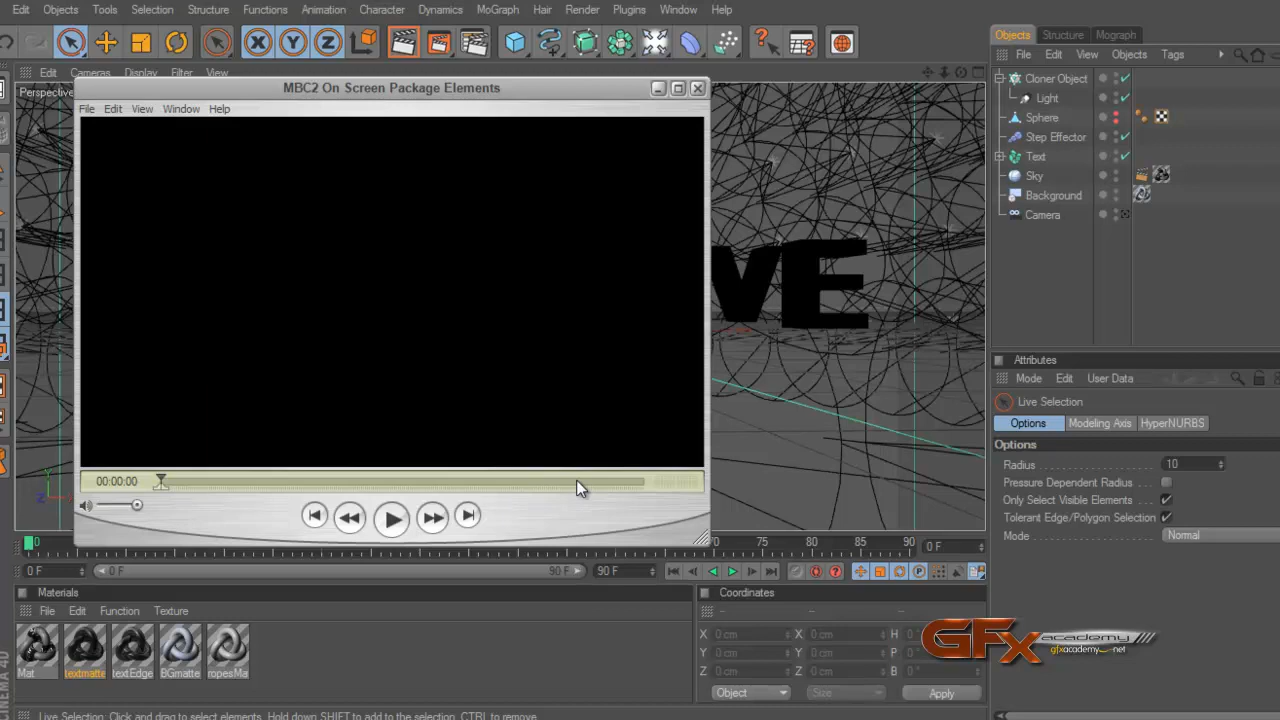 Edit Objects Tools Selection Structure Functions Animation Character Dynamics MoGraph Hair Render Plugins Window Help
Objects Structure Mograph
File Edit View Objects Tags
Edit Cameras Display Filter View
Perspective
MBC2 On Screen Package Elements
File Edit View Window Help
Cloner Object
Light
Sphere
Step Effector
Text
Sky
Background
Camera
VE
Attributes
Mode Edit User Data
Live Selection
Options Modeling Axis HyperNURBS
Options
Radius 10
Pressure Dependent Radius
Only Select Visible Elements
Tolerant Edge/Polygon Selection
Mode Normal
00:00:00
0 70 75 80 85 90 0 F
0 F 0 F 90 F 90 F
Materials
File Edit Function Texture
Mat textmatte textEdge BGmatte ropesMa
Coordinates
-- -- --
X 0 cm X 0 cm H 0°
Y 0 cm Y 0 cm P
Z 0 cm Z 0 cm B
Object Size Apply
GFx academy
gfxacademy.net
CINEMA 4D
Live Selection: Click and drag to select elements. Hold down SHIFT to add to the selection, CTRL to remove.